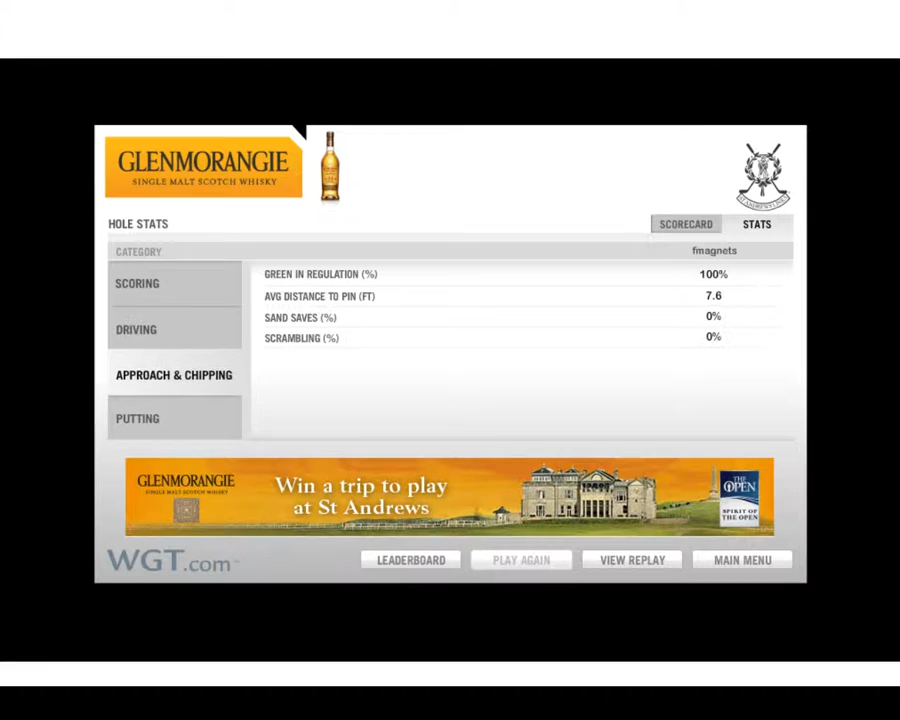 GLENMORANGIE
SINGLE MALT SCOTCH WHISKY
ST ANDREWS LINKS
HOLE STATS
SCORECARD
STATS
CATEGORY
fmagnets
SCORING
DRIVING
APPROACH & CHIPPING
PUTTING
GREEN IN REGULATION (%) 100%
AVG DISTANCE TO PIN (FT) 7.6
SAND SAVES (%) 0%
SCRAMBLING (%) 0%
GLENMORANGIE
SINGLE MALT SCOTCH WHISKY
Win a trip to play
at St Andrews
THE
OPEN
SPIRIT OF
THE OPEN
WGT.com
LEADERBOARD
PLAY AGAIN
VIEW REPLAY
MAIN MENU